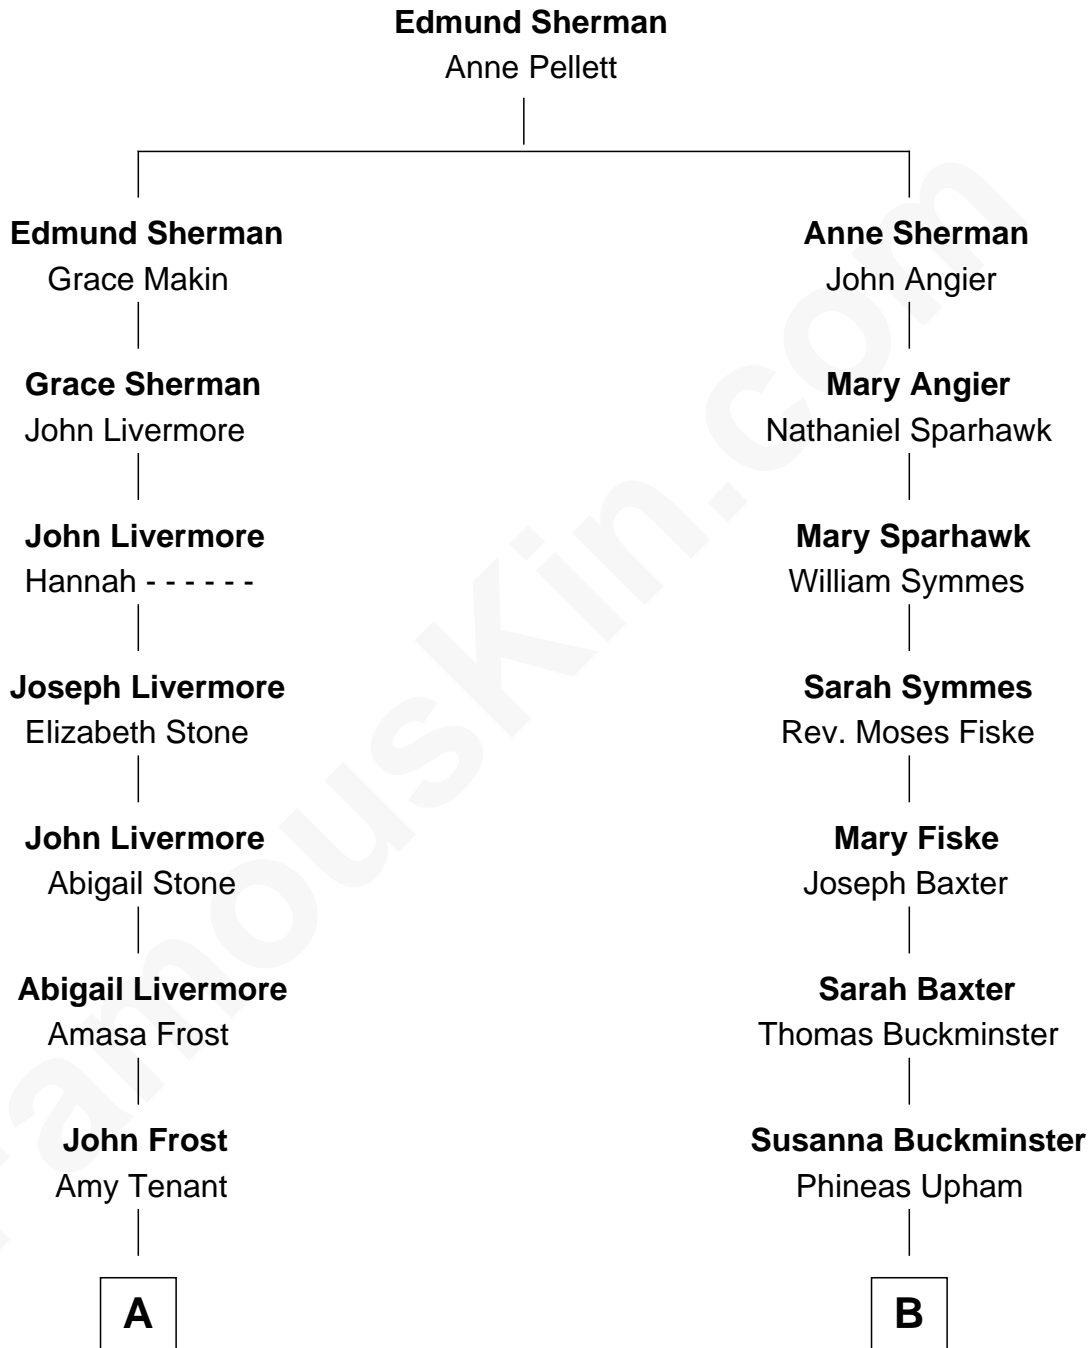 Edmund Sherman
Anne Pellett
Edmund Sherman
Grace Makin
Anne Sherman
John Angier
Grace Sherman
John Livermore
Mary Angier
Nathaniel Sparhawk
John Livermore
Hannah - - - - - -
Mary Sparhawk
William Symmes
Joseph Livermore
Elizabeth Stone
Sarah Symmes
Rev. Moses Fiske
John Livermore
Abigail Stone
Mary Fiske
Joseph Baxter
Abigail Livermore
Amasa Frost
Sarah Baxter
Thomas Buckminster
John Frost
Amy Tenant
Susanna Buckminster
Phineas Upham
A
B
FamousKin.com